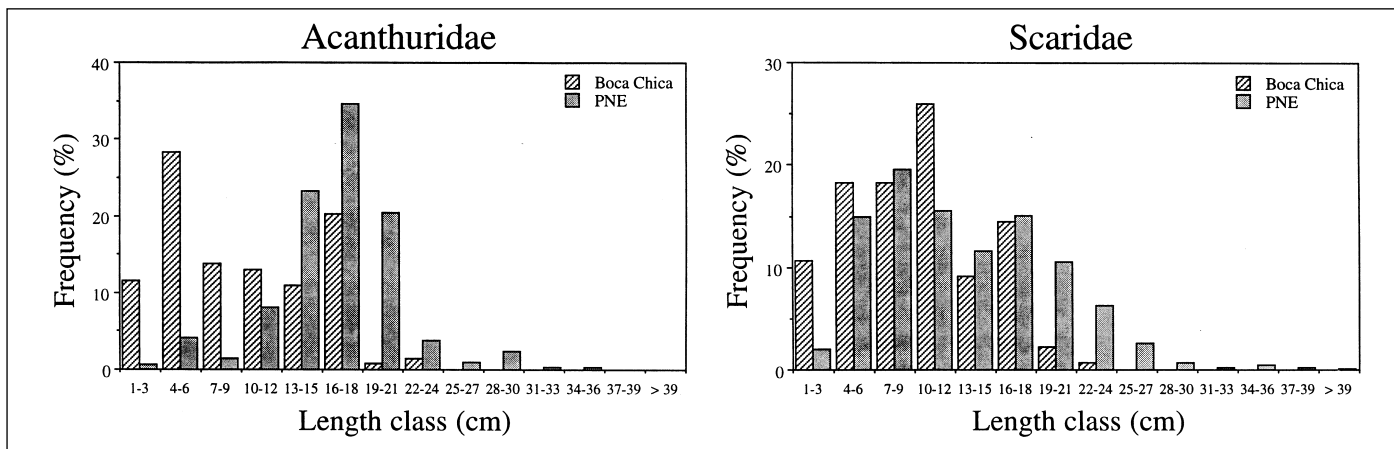 Acanthuridae
40
30
20
10
0
Frequency (%)
Boca Chica
PNE
1-3 4-6 7-9 10-12 13-15 16-18 19-21 22-24 25-27 28-30 31-33 34-36 37-39 > 39
Length class (cm)
Scaridae
30
20
10
0
Frequency (%)
Boca Chica
PNE
1-3 4-6 7-9 10-12 13-15 16-18 19-21 22-24 25-27 28-30 31-33 34-36 37-39 > 39
Length class (cm)